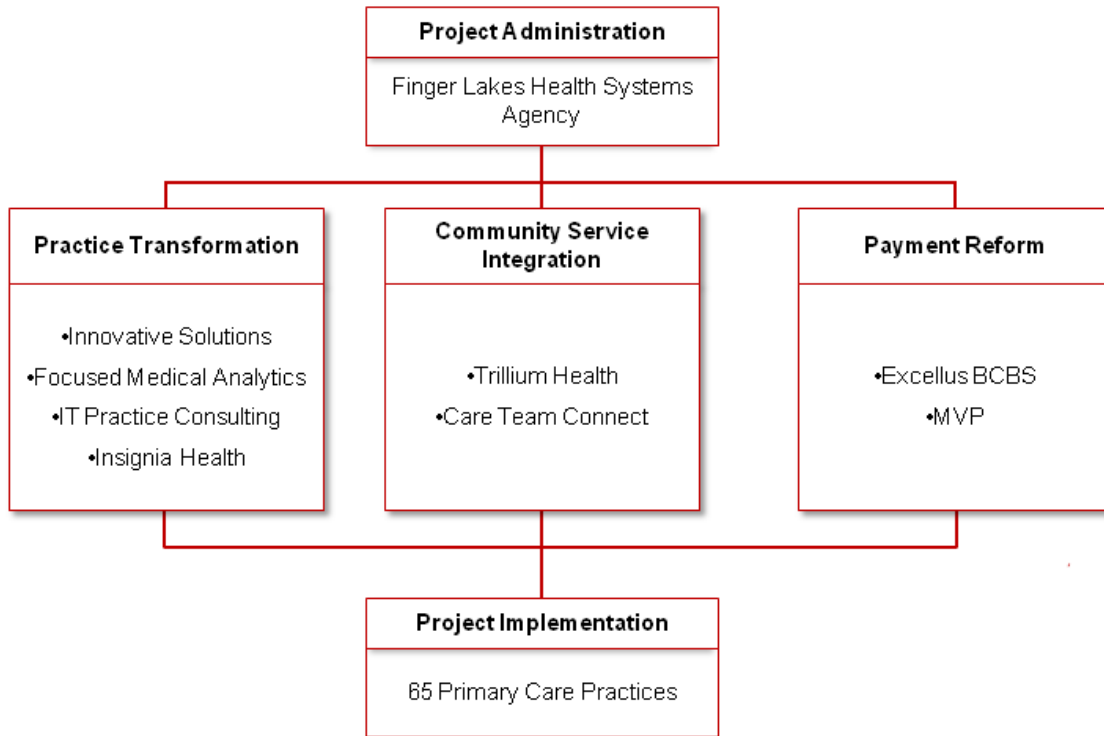 Project Administration
Finger Lakes Health Systems
Agency
Practice Transformation
•Innovative Solutions
•Focused Medical Analytics
•IT Practice Consulting
•Insignia Health
Community Service
Integration
•Trillium Health
•Care Team Connect
Payment Reform
•Excellus BCBS
•MVP
Project Implementation
65 Primary Care Practices